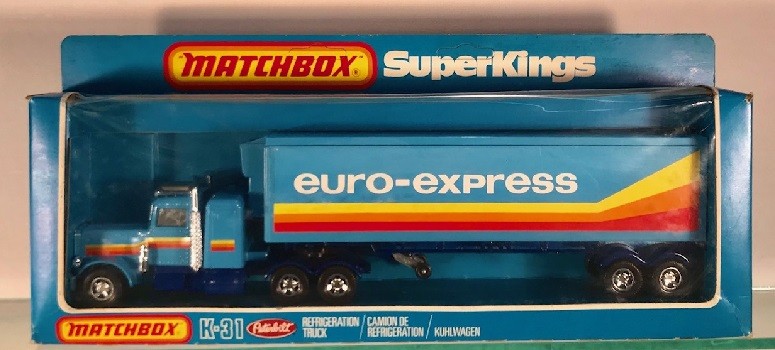 MATCHBOX SuperKings
euro-express
MATCHBOX K-31 Peterbilt REFRIGERATION TRUCK / CAMION DE REFRIGERATION / KUHLWAGEN